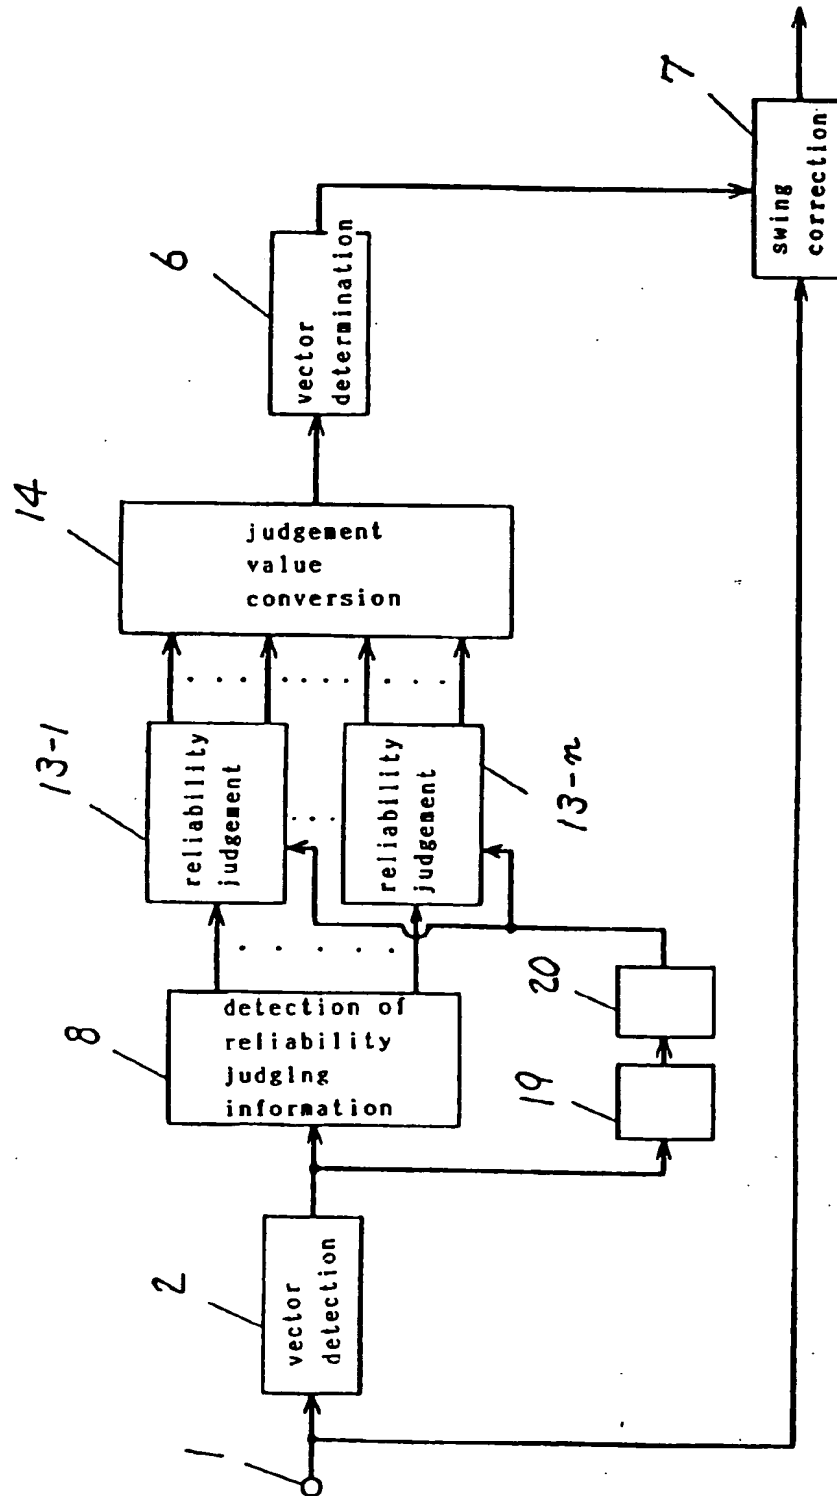 1
2
vector
detection
8
detection of
reliability
judging
information
19
20
13-1
reliability
judgement
13-n
reliability
judgement
14
judgement
value
conversion
6
vector
determination
7
swing
correction